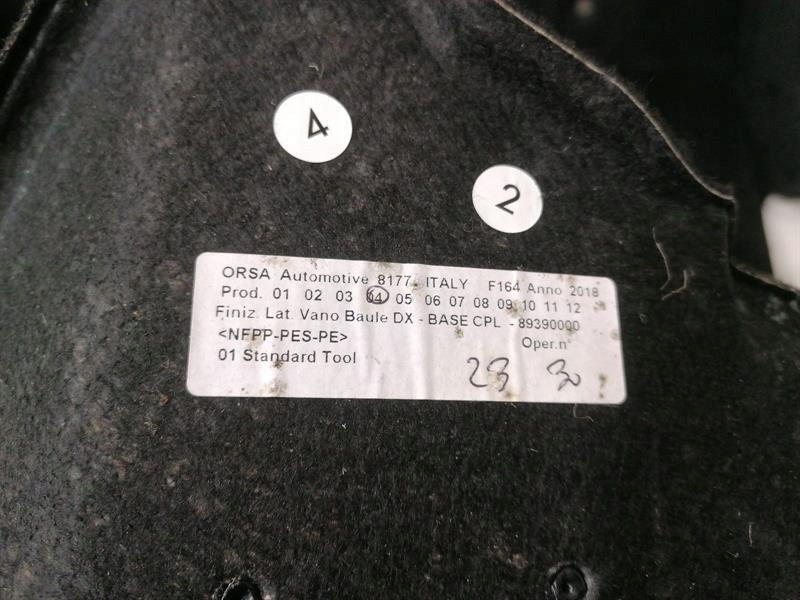 4
2
ORSA Automotive 8177 ITALY F164 Anno 2018
Prod. 01 02 03 04 05 06 07 08 09 10 11 12
Finiz. Lat. Vano Baule DX - BASE CPL - 89390000
<NFPP-PES-PE> Oper.n°
01 Standard Tool
23